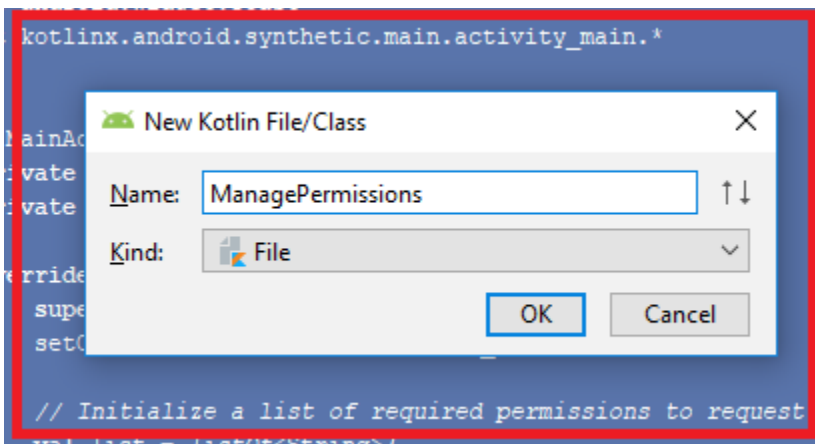 kotlinx.android.synthetic.main.activity_main.*
New Kotlin File/Class
Name: ManagePermissions
Kind: File
OK Cancel
// Initialize a list of required permissions to request